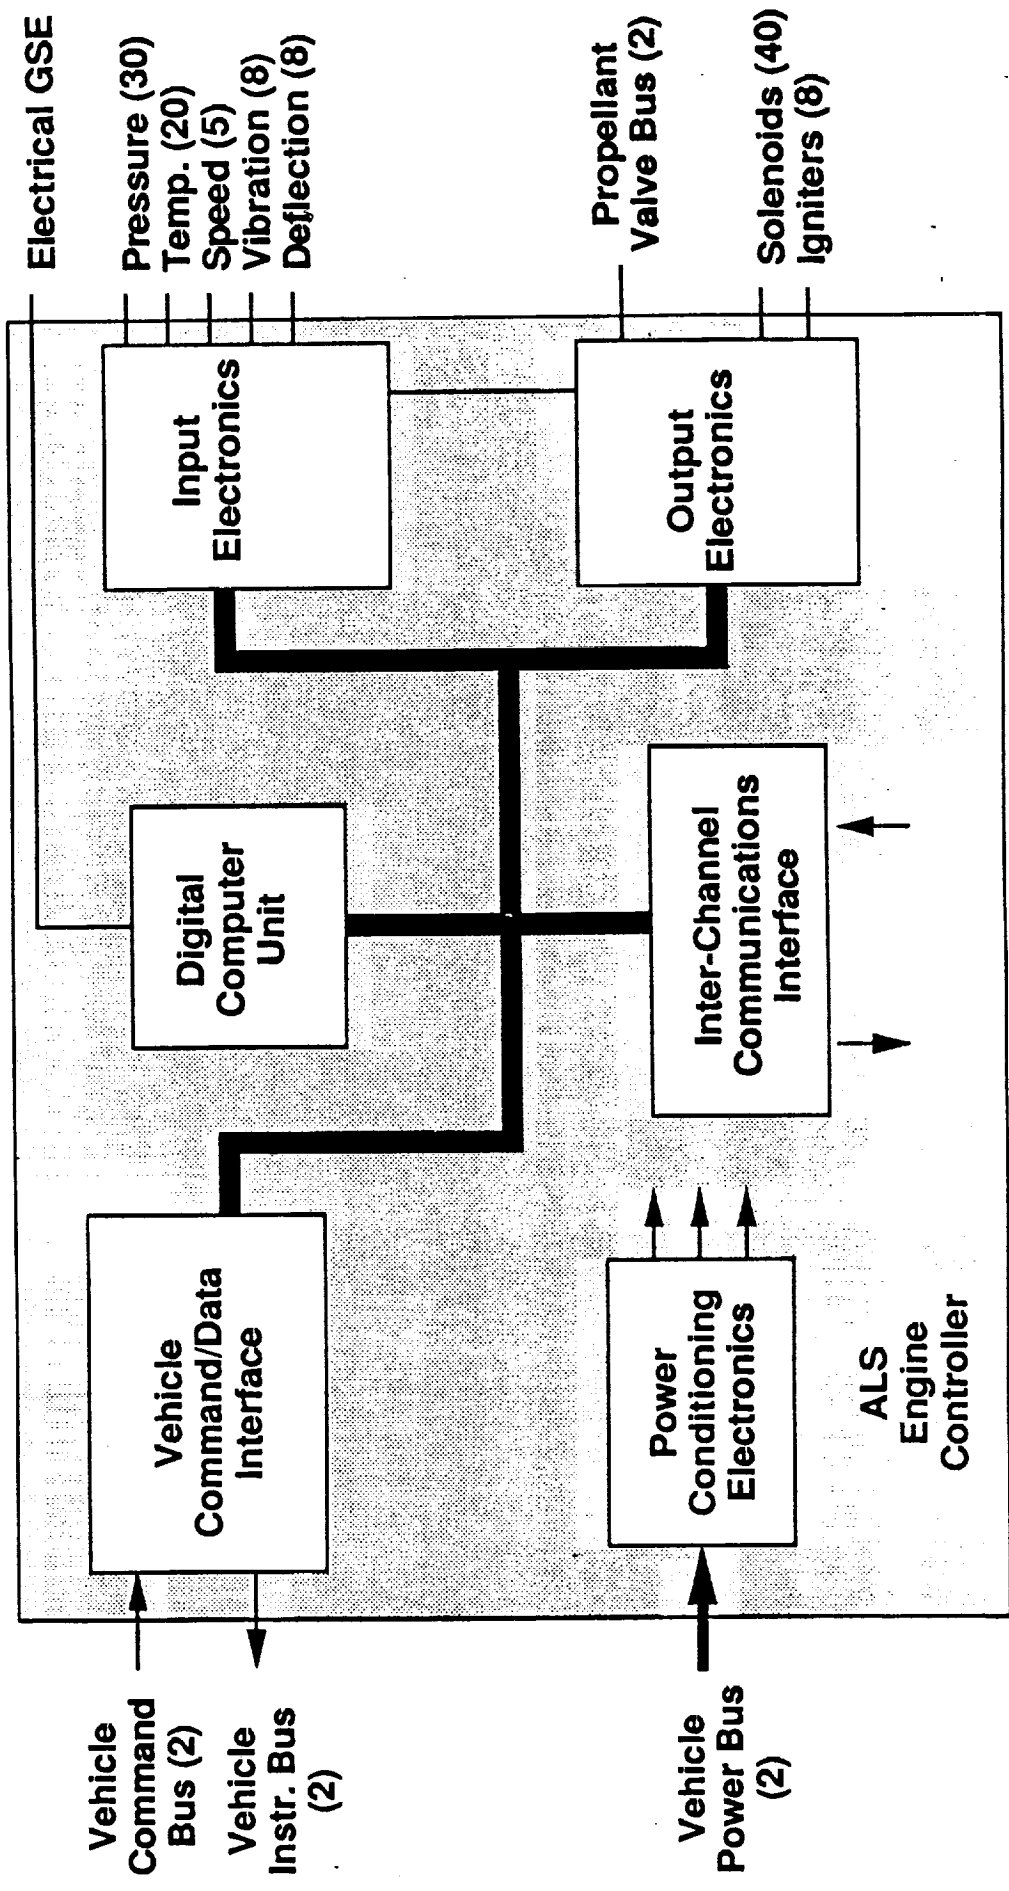 Electrical GSE
Pressure (30)
Temp. (20)
Speed (5)
Vibration (8)
Deflection (8)
Propellant
Valve Bus (2)
Solenoids (40)
Igniters (8)
Input
Electronics
Output
Electronics
Digital
Computer
Unit
Inter-Channel
Communications
Interface
Vehicle
Command/Data
Interface
Power
Conditioning
Electronics
ALS
Engine
Controller
Vehicle
Command
Bus (2)
Vehicle
Instr. Bus
(2)
Vehicle
Power Bus
(2)